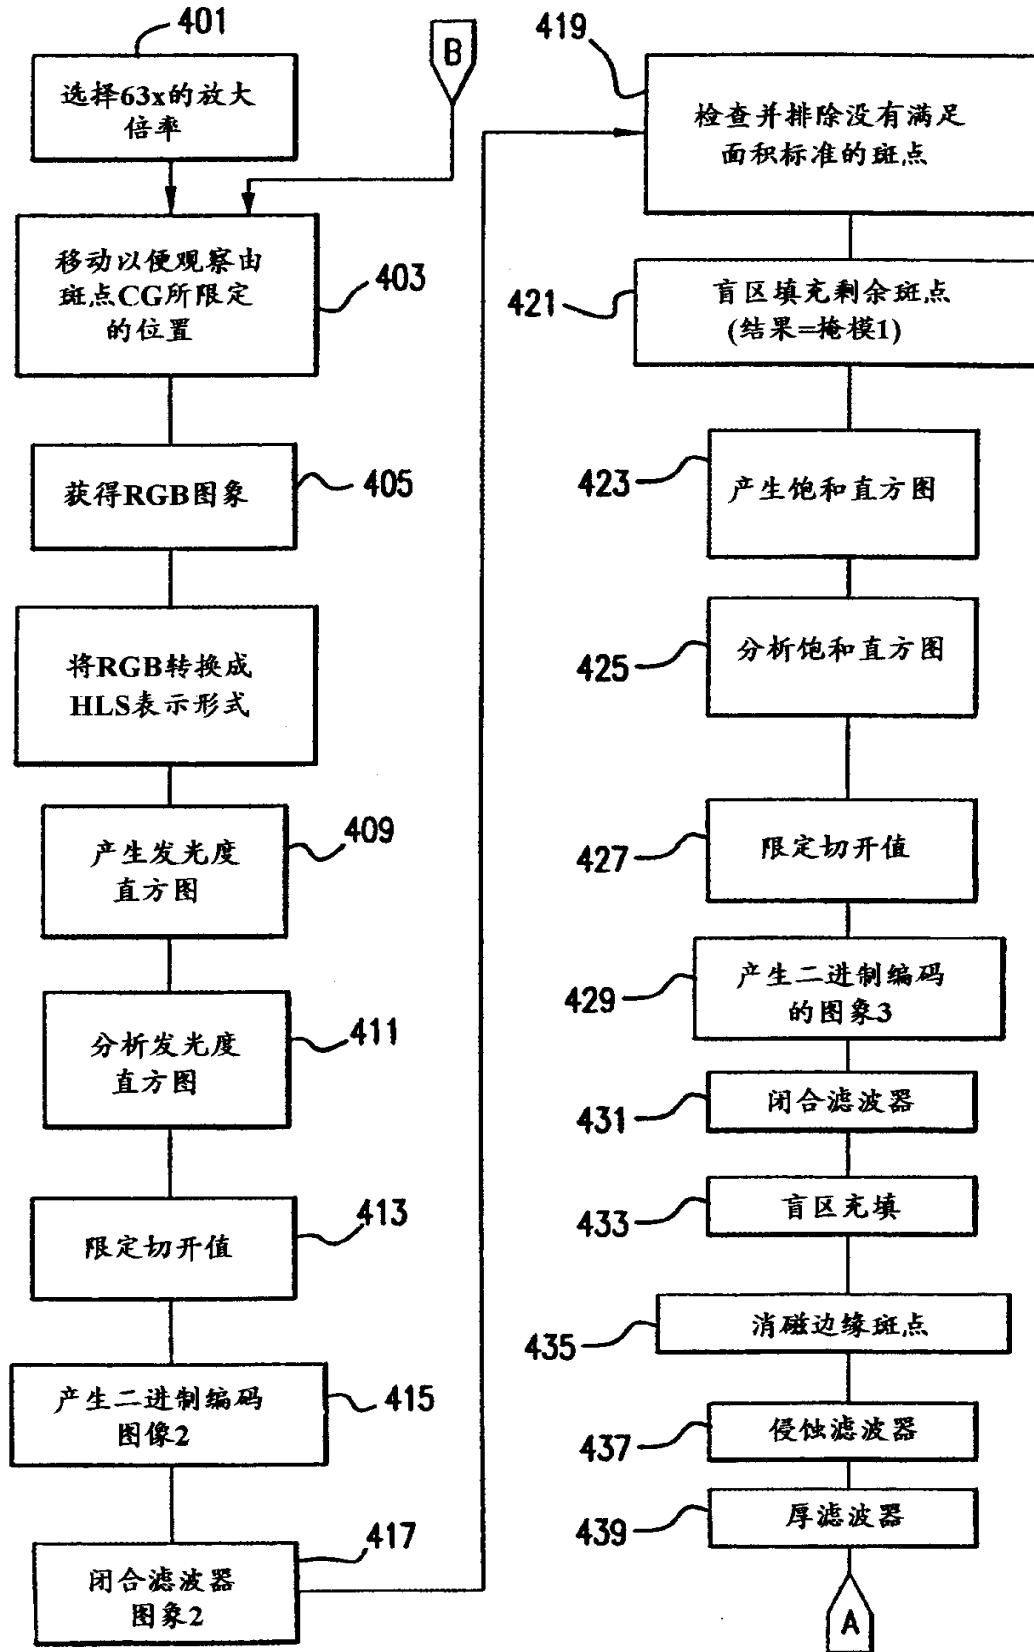 401
选择63x的放大
倍率
B
移动以便观察由
斑点CG所限定
的位置
403
获得RGB图象
405
将RGB转换成
HLS表示形式
产生发光度
直方图
409
分析发光度
直方图
411
限定切开值
413
产生二进制编码
图像2
415
闭合滤波器
图象2
417
419
检查并排除没有满足
面积标准的斑点
421
盲区填充剩余斑点
(结果=掩模1)
423
产生饱和直方图
425
分析饱和直方图
427
限定切开值
429
产生二进制编码
的图象3
431
闭合滤波器
433
盲区充填
435
消磁边缘斑点
437
侵蚀滤波器
439
厚滤波器
A